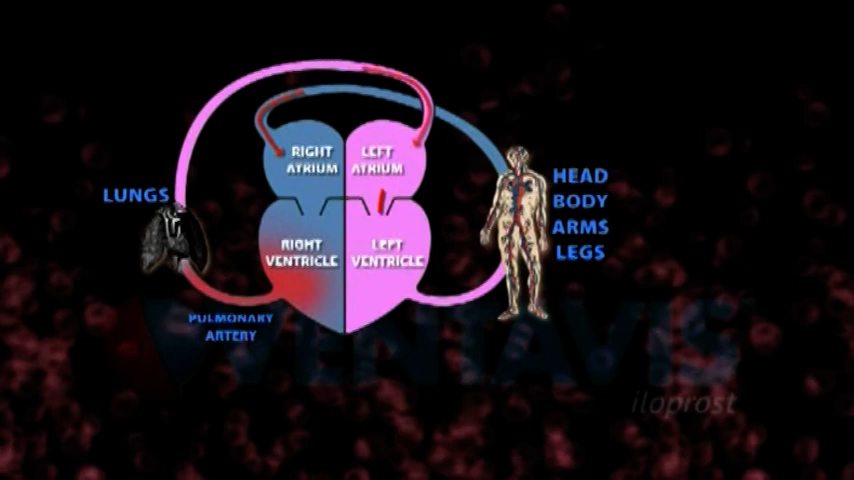 RIGHT
ATRIUM
LEFT
ATRIUM
LUNGS
HEAD
BODY
ARMS
LEGS
RIGHT
VENTRICLE
LEFT
VENTRICLE
PULMONARY
ARTERY
VENTAVIS
iloprost